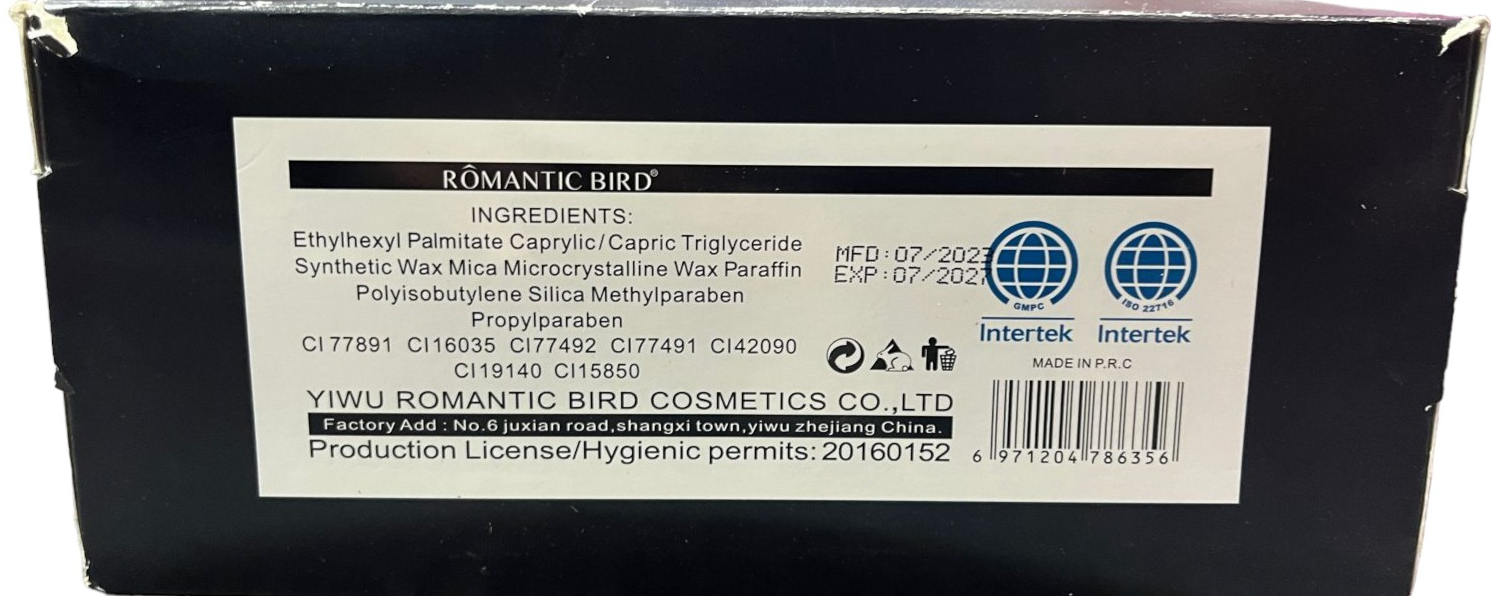 RÔMANTIC BIRD®
INGREDIENTS:
Ethylhexyl Palmitate Caprylic/Capric Triglyceride
Synthetic Wax Mica Microcrystalline Wax Paraffin
Polyisobutylene Silica Methylparaben
Propylparaben
CI 77891 CI16035 CI77492 CI77491 CI42090
CI19140 CI15850
YIWU ROMANTIC BIRD COSMETICS CO.,LTD
Factory Add : No.6 juxian road,shangxi town,yiwu zhejiang China.
Production License/Hygienic permits: 20160152
MFD:07/2023
EXP:07/2027
GMPC
Intertek
ISO 22716
Intertek
MADE IN P.R.C
6 971204 786356